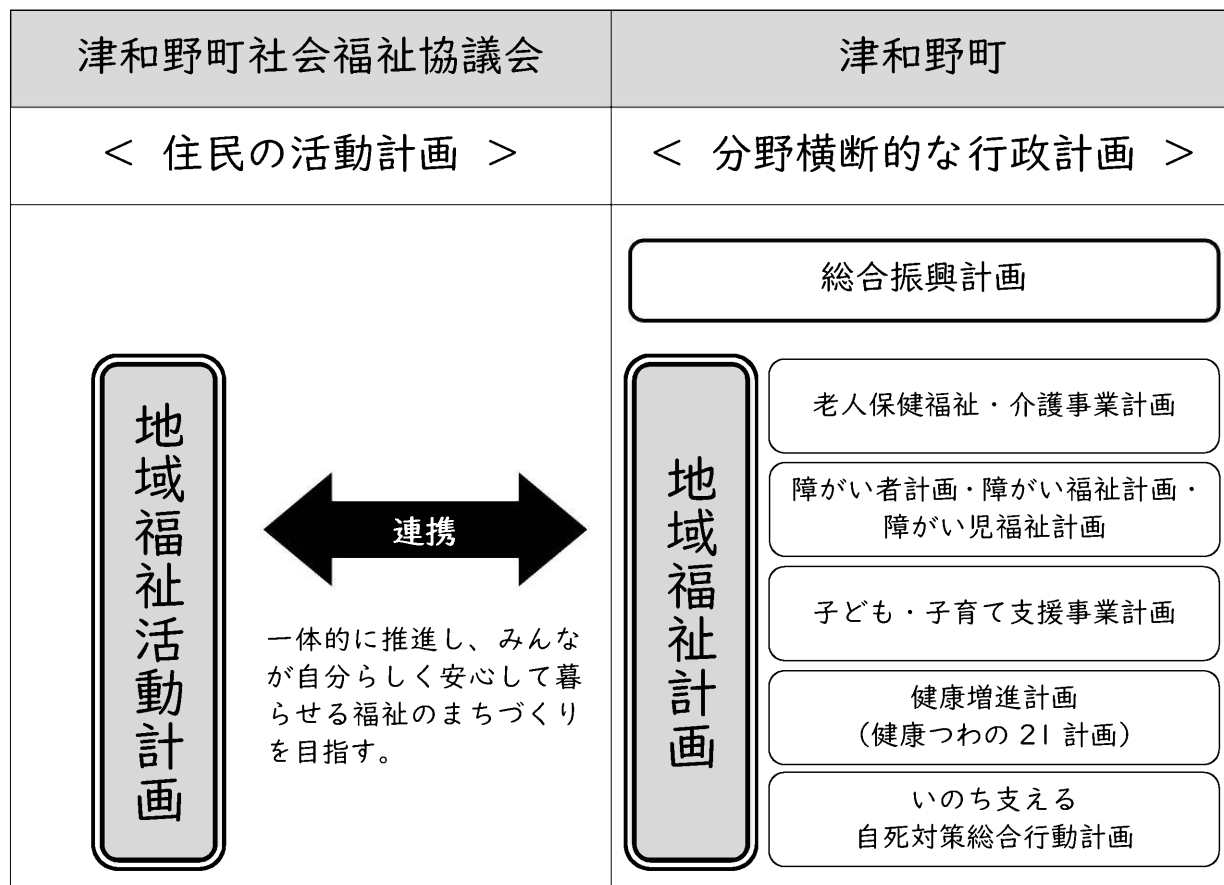 津和野町社会福祉協議会
津和野町
＜ 住民の活動計画 ＞
＜ 分野横断的な行政計画 ＞
総合振興計画
地域福祉活動計画
連携
一体的に推進し、みんな
が自分らしく安心して暮
らせる福祉のまちづくり
を目指す。
地域福祉計画
老人保健福祉・介護事業計画
障がい者計画・障がい福祉計画・
障がい児福祉計画
子ども・子育て支援事業計画
健康増進計画
（健康つわの 21 計画）
いのち支える
自死対策総合行動計画